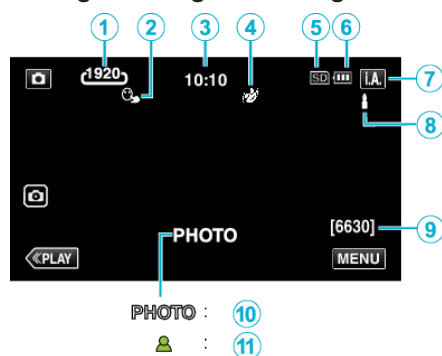 1 2 3 4 5 6
1920 10:10 SD i.A. 7
8
PHOTO [6630] 9
≪PLAY MENU
PHOTO : 10
: 11